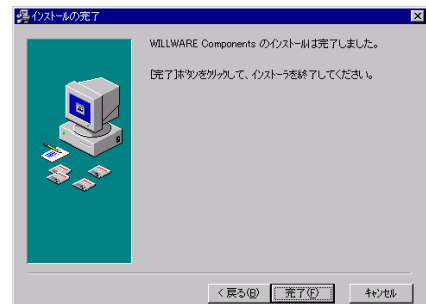 インストールの完了
WILLWARE Components のインストールは完了しました。
[完了]ボタンをクリックして、インストーラを終了してください。
< 戻る(B)
完了(F)
キャンセル